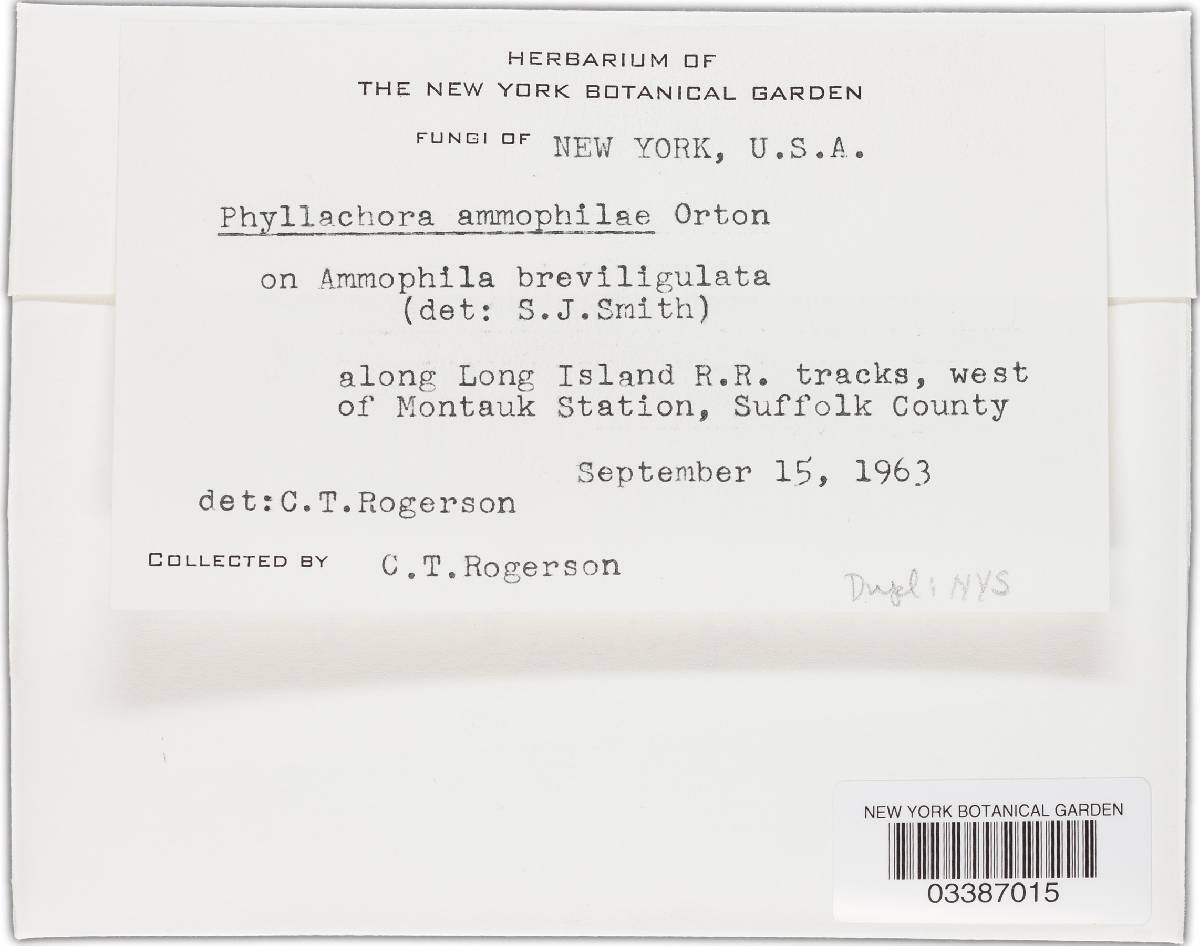 HERBARIUM OF
THE NEW YORK BOTANICAL GARDEN
FUNGI OF NEW YORK, U.S.A.
Phyllachora ammophilae Orton
on Ammophila breviligulata
(det: S.J.Smith)
along Long Island R.R. tracks, west
of Montauk Station, Suffolk County
September 15, 1963
det:C.T.Rogerson
COLLECTED BY C.T.Rogerson
Dupl: NYS
NEW YORK BOTANICAL GARDEN
03387015